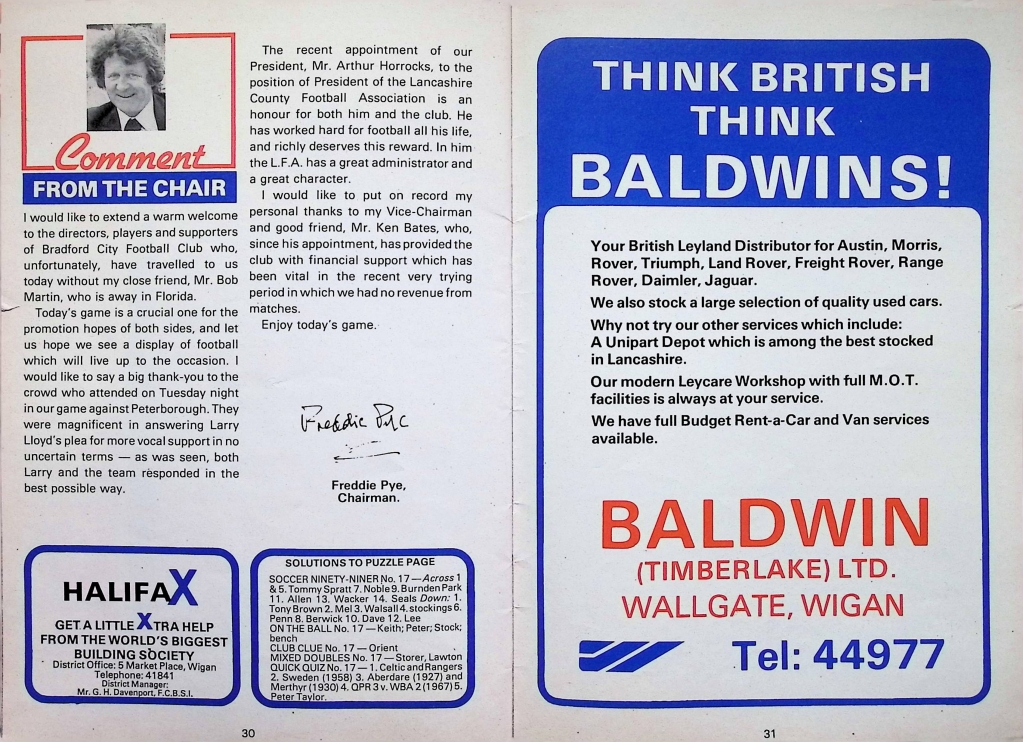 Comment
FROM THE CHAIR
I would like to extend a warm welcome
to the directors, players and supporters
of Bradford City Football Club who,
unfortunately, have travelled to us
today without my close friend, Mr. Bob
Martin, who is away in Florida.
Today's game is a crucial one for the
promotion hopes of both sides, and let
us hope we see a display of football
which will live up to the occasion. I
would like to say a big thank-you to the
crowd who attended on Tuesday night
in our game against Peterborough. They
were magnificent in answering Larry
Lloyd's plea for more vocal support in no
uncertain terms — as was seen, both
Larry and the team responded in the
best possible way.
The recent appointment of our
President, Mr. Arthur Horrocks, to the
position of President of the Lancashire
County Football Association is an
honour for both him and the club. He
has worked hard for football all his life,
and richly deserves this reward. In him
the L.F.A. has a great administrator and
a great character.
I would like to put on record my
personal thanks to my Vice-Chairman
and good friend, Mr. Ken Bates, who,
since his appointment, has provided the
club with financial support which has
been vital in the recent very trying
period in which we had no revenue from
matches.
Enjoy today's game.
Freddie Pye
Freddie Pye,
Chairman.
HALIFAX
GET A LITTLE XTRA HELP
FROM THE WORLD'S BIGGEST
BUILDING SOCIETY
District Office: 5 Market Place, Wigan
Telephone: 41841
District Manager:
Mr. G. H. Davenport, F.C.B.S.I.
SOLUTIONS TO PUZZLE PAGE
SOCCER NINETY-NINER No. 17 — Across 1
& 5. Tommy Spratt 7. Noble 9. Burnden Park
11. Allen 13. Wacker 14. Seals Down: 1.
Tony Brown 2. Mel 3. Walsall 4. stockings 6.
Penn 8. Berwick 10. Dave 12. Lee
ON THE BALL No. 17 — Keith; Peter; Stock;
bench
CLUB CLUE No. 17 — Orient
MIXED DOUBLES No. 17 — Storer, Lawton
QUICK QUIZ No. 17 — 1. Celtic and Rangers
2. Sweden (1958) 3. Aberdare (1927) and
Merthyr (1930) 4. QPR 3 v. WBA 2 (1967) 5.
Peter Taylor.
30
THINK BRITISH
THINK
BALDWINS!
Your British Leyland Distributor for Austin, Morris,
Rover, Triumph, Land Rover, Freight Rover, Range
Rover, Daimler, Jaguar.
We also stock a large selection of quality used cars.
Why not try our other services which include:
A Unipart Depot which is among the best stocked
in Lancashire.
Our modern Leycare Workshop with full M.O.T.
facilities is always at your service.
We have full Budget Rent-a-Car and Van services
available.
BALDWIN
(TIMBERLAKE) LTD.
WALLGATE, WIGAN
Tel: 44977
31